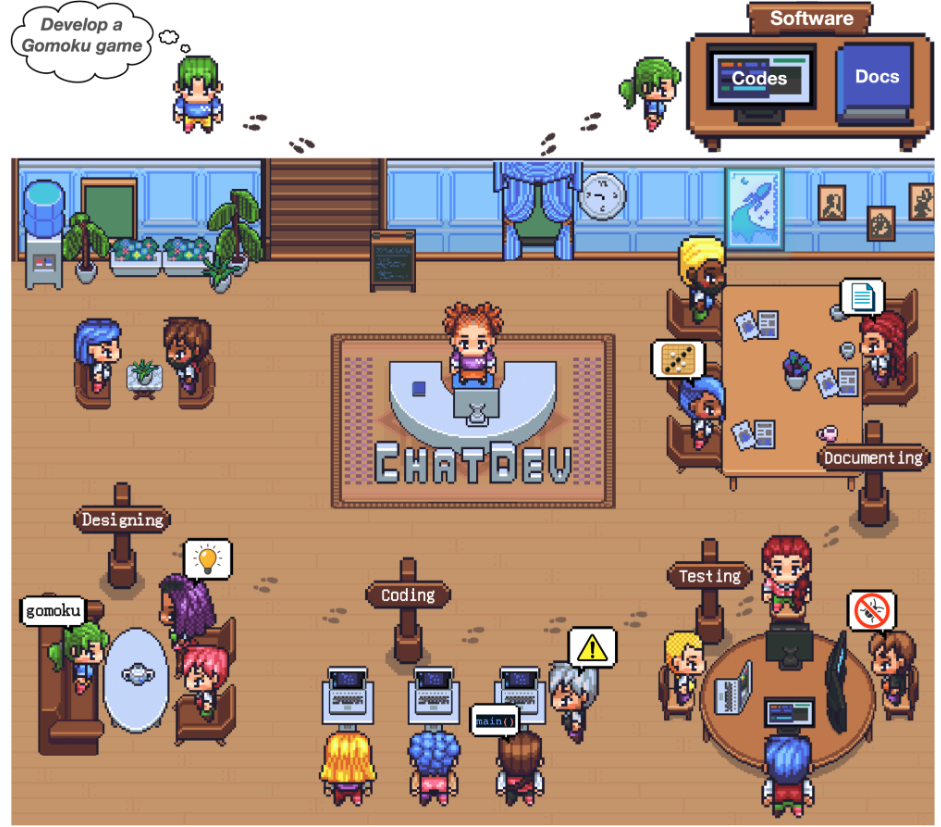 Develop a
Gomoku game
Software
Codes
Docs
CHATDEV
Documenting
Designing
Testing
Coding
gomoku
main()